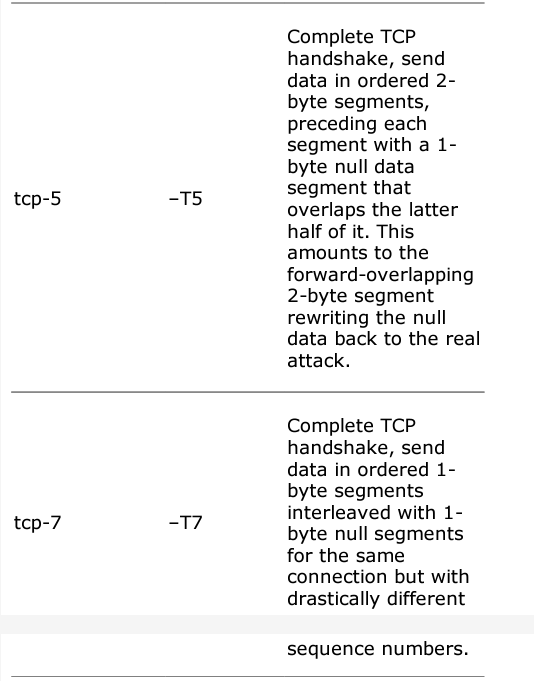 Complete TCP
handshake, send
data in ordered 2-
byte segments,
preceding each
segment with a 1-
byte null data
segment that
tcp-5 –T5
overlaps the latter
half of it. This
amounts to the
forward-overlapping
2-byte segment
rewriting the null
data back to the real
attack.
Complete TCP
handshake, send
data in ordered 1-
byte segments
interleaved with 1-
tcp-7 –T7
byte null segments
for the same
connection but with
drastically different
sequence numbers.